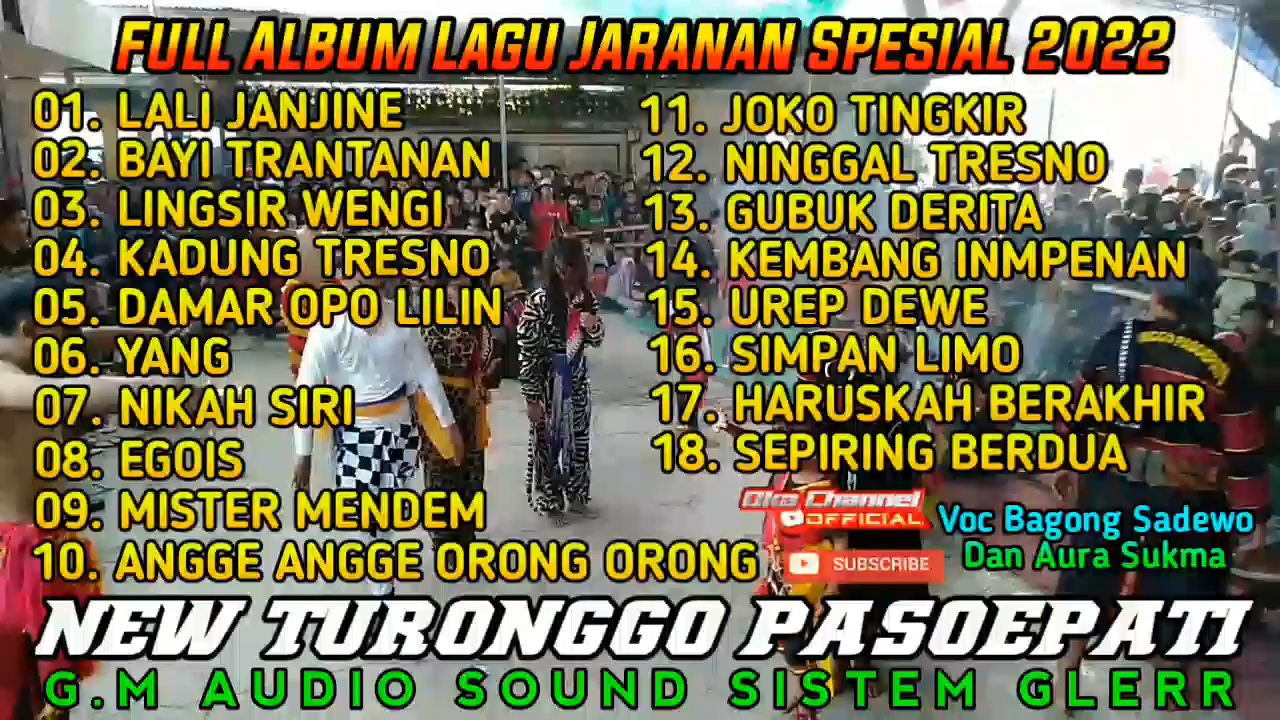 FULL ALBUM LAGU JARANAN SPESIAL 2022
01. LALI JANJINE
02. BAYI TRANTANAN
03. LINGSIR WENGI
04. KADUNG TRESNO
05. DAMAR OPO LILIN
06. YANG
07. NIKAH SIRI
08. EGOIS
09. MISTER MENDEM
10. ANGGE ANGGE ORONG ORONG
11. JOKO TINGKIR
12. NINGGAL TRESNO
13. GUBUK DERITA
14. KEMBANG INMPENAN
15. UREP DEWE
16. SIMPAN LIMO
17. HARUSKAH BERAKHIR
18. SEPIRING BERDUA
Oka Channel
OFFICIAL
SUBSCRIBE
Voc Bagong Sadewo
Dan Aura Sukma
NEW TURONGGO PASOEPATI
G.M AUDIO SOUND SISTEM GLERR